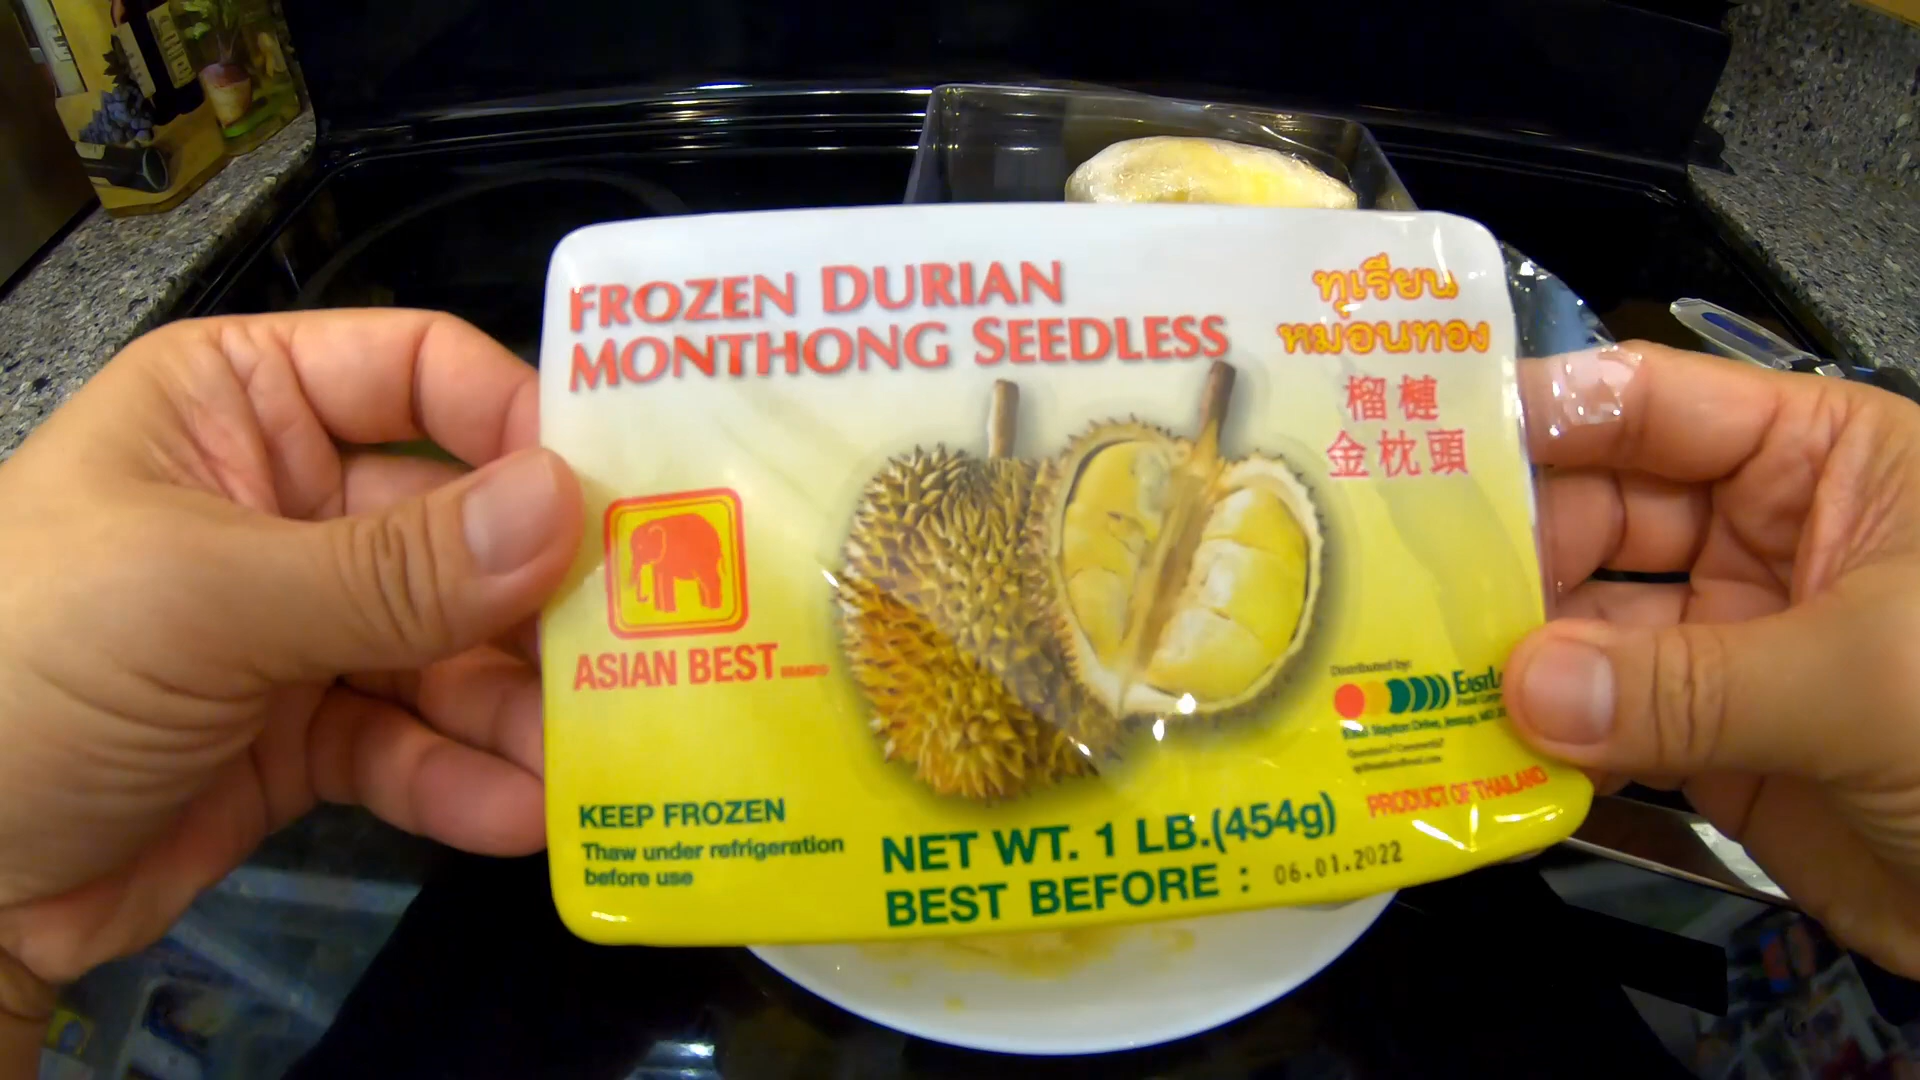 FROZEN DURIAN
MONTHONG SEEDLESS
ทุเรียน
หมอนทอง
榴槤
金枕頭
ASIAN BEST
Distributed by:
KEEP FROZEN
Thaw under refrigeration
before use
NET WT. 1 LB.(454g)
BEST BEFORE : 06.01.2022
PRODUCT OF THAILAND